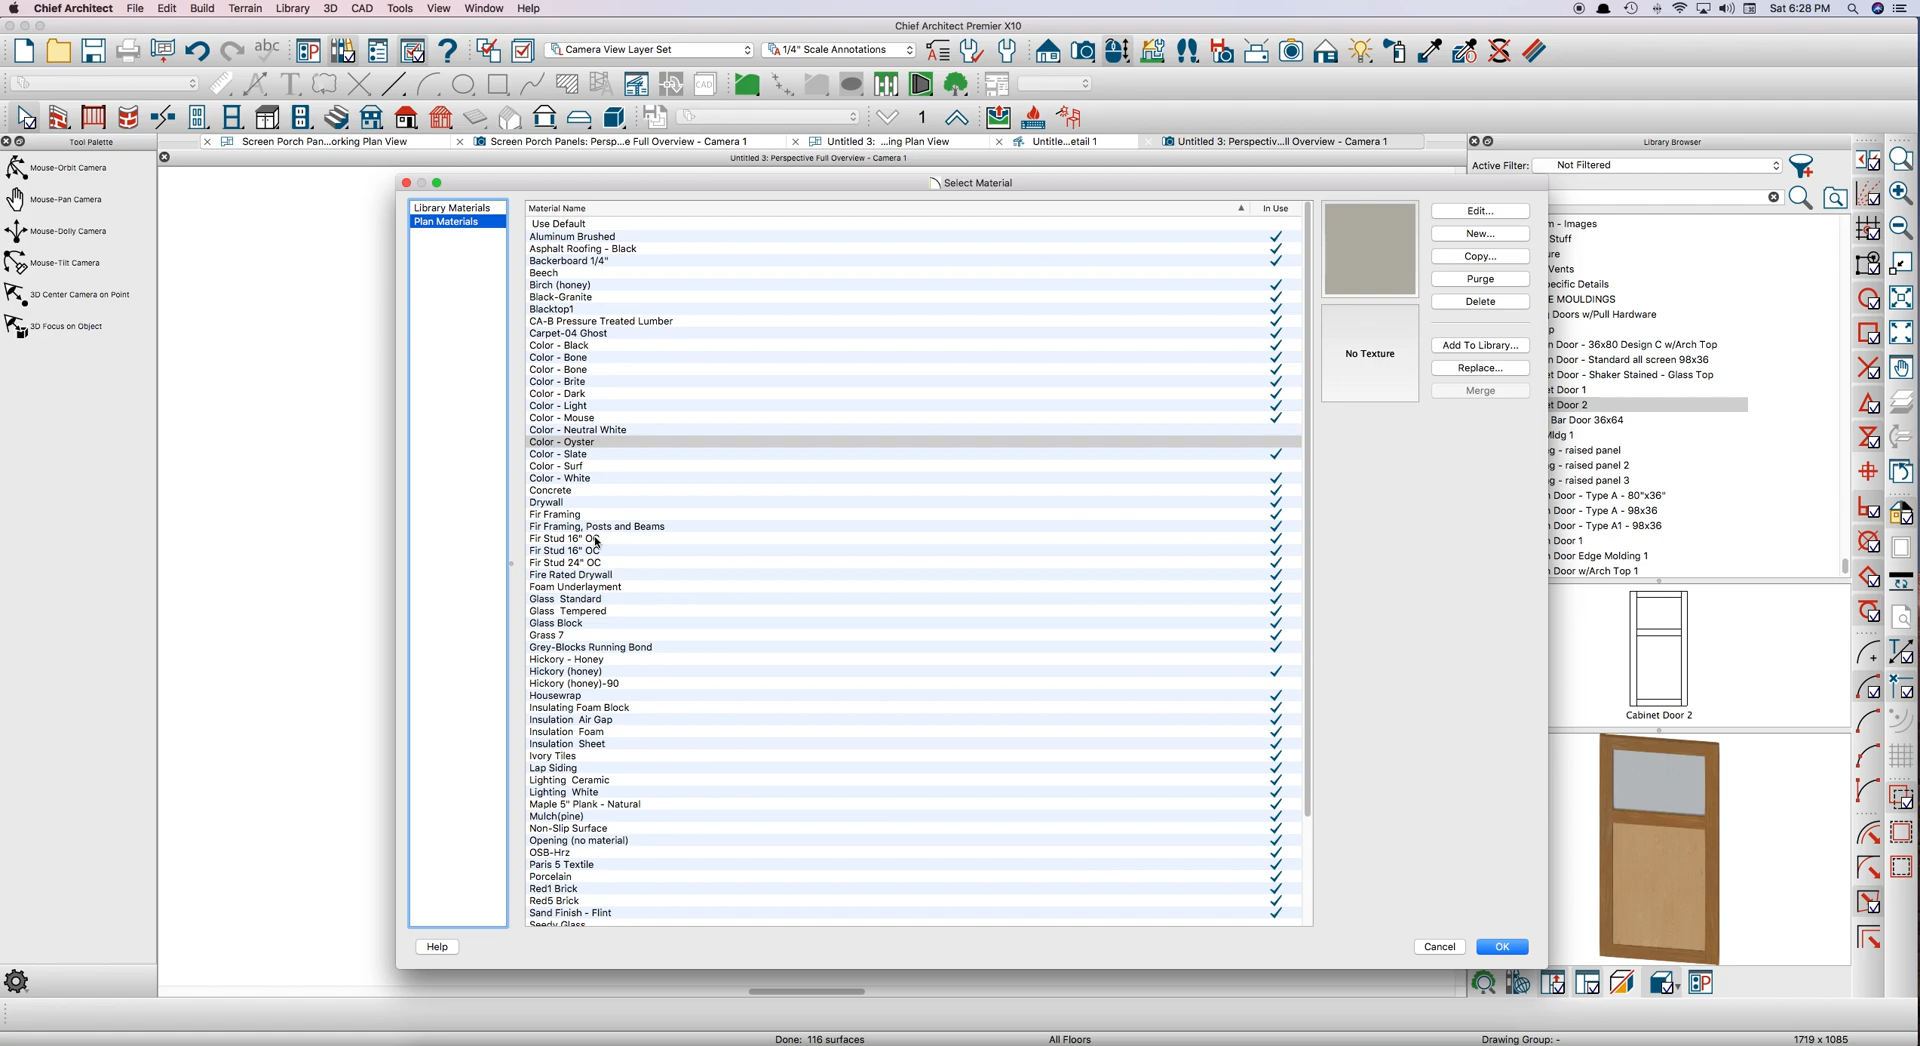 Chief Architect File Edit Build Terrain Library 3D CAD Tools View Window Help Sat 6:28 PM
Chief Architect Premier X10
abc Camera View Layer Set 1/4" Scale Annotations
CAD
1
Tool Palette Screen Porch Pan...orking Plan View Screen Porch Panels: Persp...e Full Overview - Camera 1 Untitled 3: ...ing Plan View Untitle...etail 1 Untitled 3: Perspectiv...ll Overview - Camera 1 Library Browser
Untitled 3: Perspective Full Overview - Camera 1
Mouse-Orbit Camera
Mouse-Pan Camera
Mouse-Dolly Camera
Mouse-Tilt Camera
3D Center Camera on Point
3D Focus on Object
Select Material
Library Materials
Plan Materials
Material Name In Use
Use Default
Aluminum Brushed
Asphalt Roofing - Black
Backerboard 1/4"
Beech
Birch (honey)
Black-Granite
Blacktop1
CA-B Pressure Treated Lumber
Carpet-04 Ghost
Color - Black
Color - Bone
Color - Bone
Color - Brite
Color - Dark
Color - Light
Color - Mouse
Color - Neutral White
Color - Oyster
Color - Slate
Color - Surf
Color - White
Concrete
Drywall
Fir Framing
Fir Framing, Posts and Beams
Fir Stud 16" OC
Fir Stud 16" OC
Fir Stud 24" OC
Fire Rated Drywall
Foam Underlayment
Glass Standard
Glass Tempered
Glass Block
Grass 7
Grey-Blocks Running Bond
Hickory - Honey
Hickory (honey)
Hickory (honey)-90
Housewrap
Insulating Foam Block
Insulation Air Gap
Insulation Foam
Insulation Sheet
Ivory Tiles
Lap Siding
Lighting Ceramic
Lighting White
Maple 5" Plank - Natural
Mulch(pine)
Non-Slip Surface
Opening (no material)
OSB-Hrz
Paris 5 Textile
Porcelain
Red1 Brick
Red5 Brick
Sand Finish - Flint
Seedy Glass
No Texture
Edit...
New...
Copy...
Purge
Delete
Add To Library...
Replace...
Merge
Help
Cancel
OK
Active Filter: Not Filtered
n - Images
Stuff
ure
Vents
pecific Details
E MOULDINGS
g Doors w/Pull Hardware
p
n Door - 36x80 Design C w/Arch Top
n Door - Standard all screen 98x36
et Door - Shaker Stained - Glass Top
et Door 1
et Door 2
Bar Door 36x64
Mldg 1
g - raised panel
g - raised panel 2
g - raised panel 3
n Door - Type A - 80"x36"
n Door - Type A - 98x36
n Door - Type A1 - 98x36
n Door 1
n Door Edge Molding 1
n Door w/Arch Top 1
Cabinet Door 2
Done: 116 surfaces All Floors Drawing Group: - 1719 x 1085